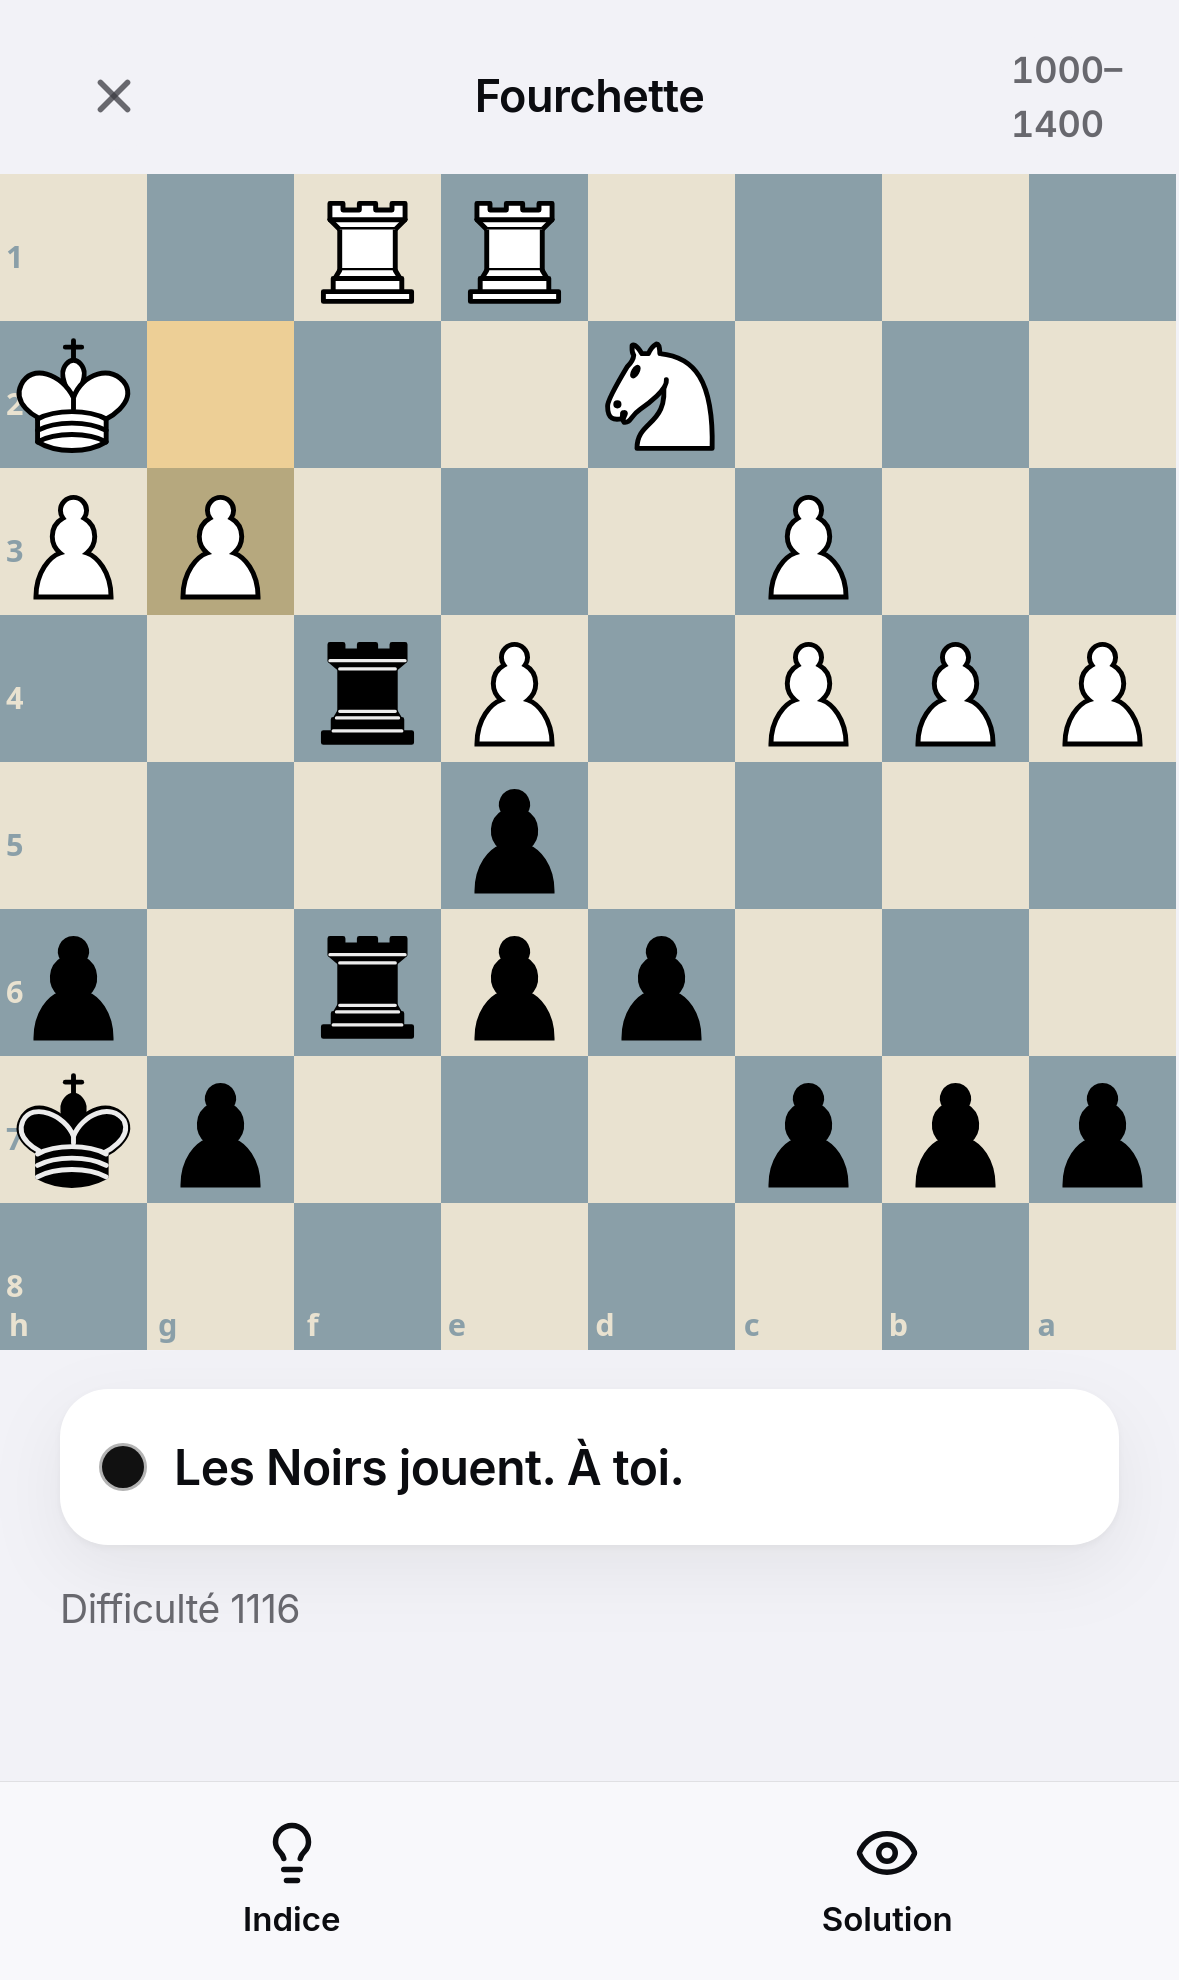 Fourchette
1000–
1400
1
2
3
4
5
6
7
8
h g f e d c b a
Les Noirs jouent. À toi.
Difficulté 1116
Indice
Solution